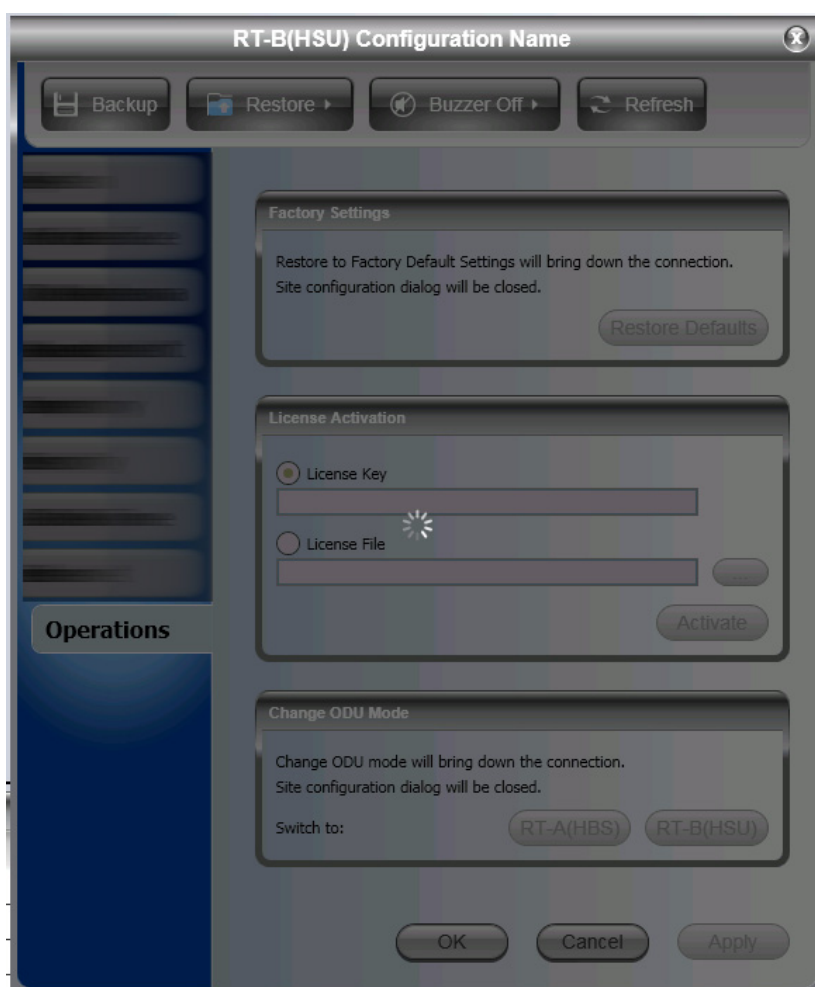 RT-B(HSU) Configuration Name
Backup
Restore
Buzzer Off
Refresh
Factory Settings
Restore to Factory Default Settings will bring down the connection.
Site configuration dialog will be closed.
Restore Defaults
License Activation
License Key
License File
...
Activate
Operations
Change ODU Mode
Change ODU mode will bring down the connection.
Site configuration dialog will be closed.
Switch to:
RT-A(HBS)
RT-B(HSU)
OK
Cancel
Apply